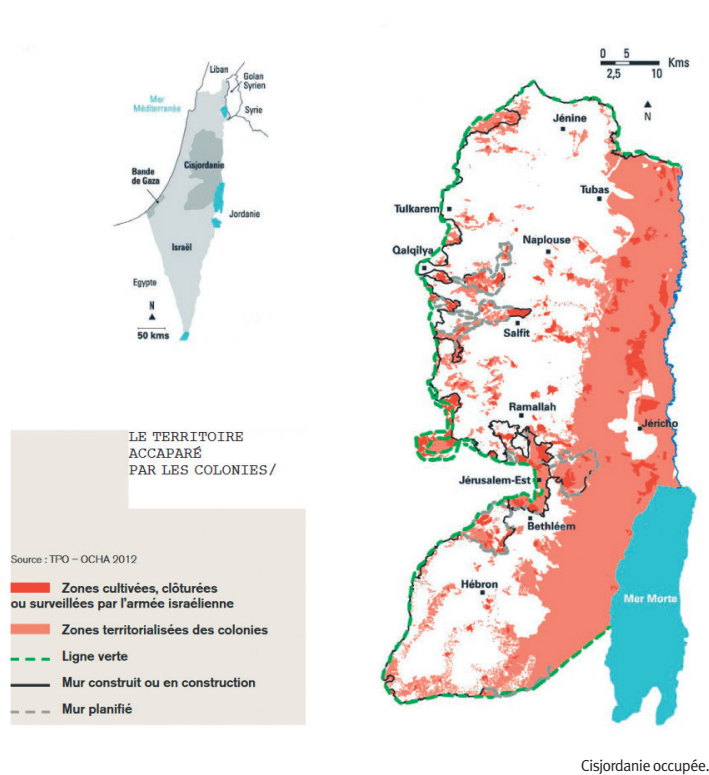 Liban
Golan
Syrien
Mer
Méditerranée
Syrie
Cisjordanie
Bande
de Gaza
Jordanie
Israël
Egypte
N
50 kms
0 5
2,5 10 Kms
N
Jénine
Tubas
Tulkarem
Naplouse
Qalqilya
Salfit
Ramallah
Jéricho
Jérusalem-Est
Bethléem
Hébron
Mer Morte
LE TERRITOIRE
ACCAPARÉ
PAR LES COLONIES/
Source : TPO – OCHA 2012
Zones cultivées, clôturées
ou surveillées par l'armée israélienne
Zones territorialisées des colonies
Ligne verte
Mur construit ou en construction
Mur planifié
Cisjordanie occupée.